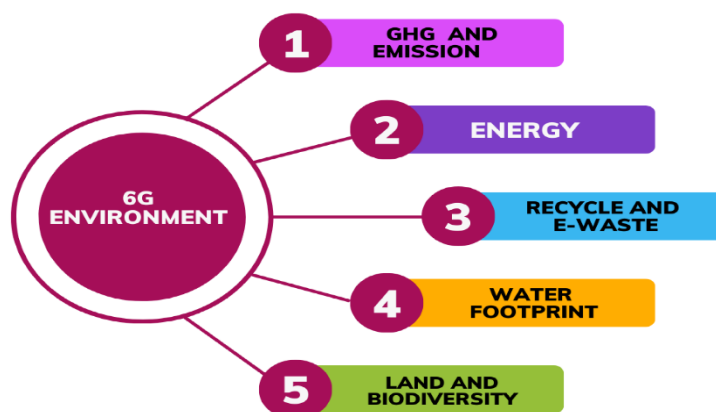 1
GHG AND
EMISSION
2
ENERGY
6G
ENVIRONMENT
3
RECYCLE AND
E-WASTE
4
WATER
FOOTPRINT
5
LAND AND
BIODIVERSITY